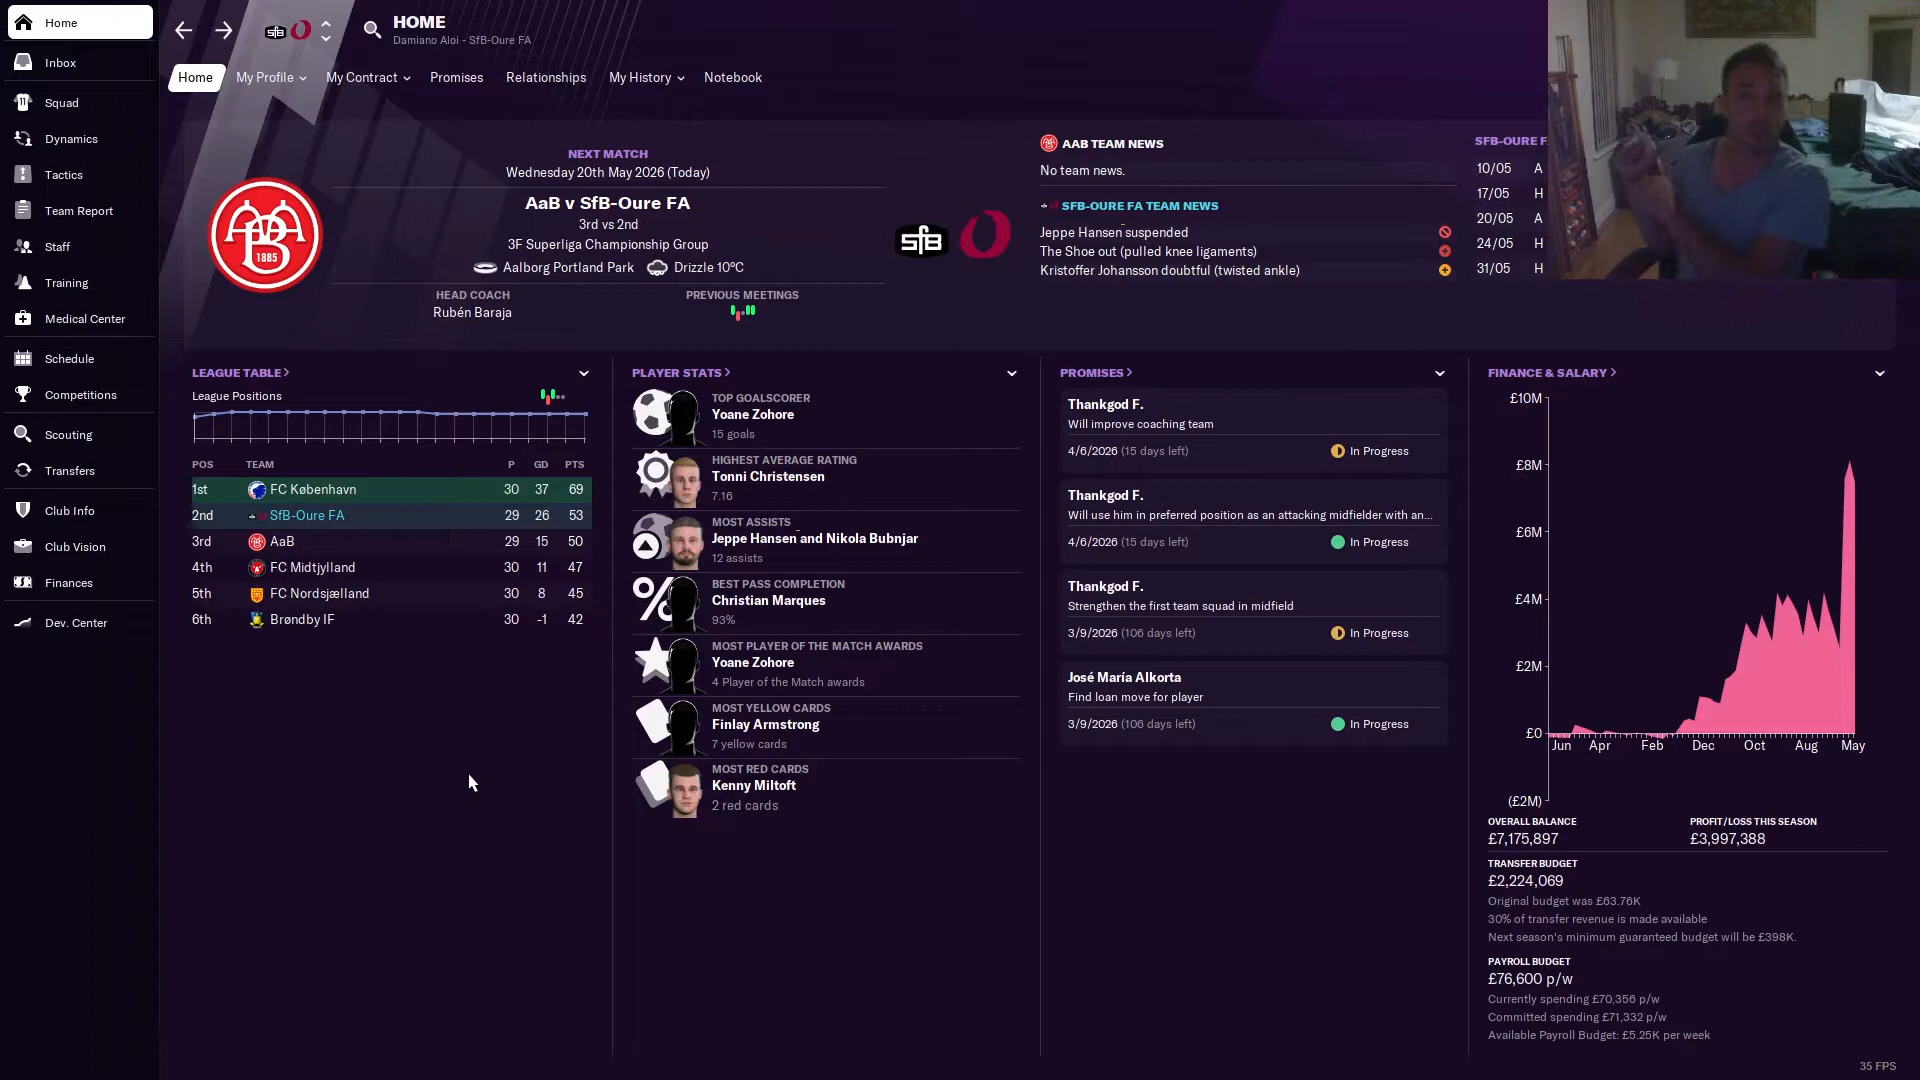 Home
Inbox
Squad
Dynamics
Tactics
Team Report
Staff
Training
Medical Center
Schedule
Competitions
Scouting
Transfers
Club Info
Club Vision
Finances
Dev. Center
sfb
HOME
Damiano Aloi - SfB-Oure FA
Home
My Profile
My Contract
Promises
Relationships
My History
Notebook
NEXT MATCH
Wednesday 20th May 2026 (Today)
AaB v SfB-Oure FA
3rd vs 2nd
3F Superliga Championship Group
Aalborg Portland Park
Drizzle 10ºC
HEAD COACH
Rubén Baraja
PREVIOUS MEETINGS
1885
sfb
AAB TEAM NEWS
No team news.
SFB-OURE FA TEAM NEWS
Jeppe Hansen suspended
The Shoe out (pulled knee ligaments)
Kristoffer Johansson doubtful (twisted ankle)
SFB-OURE F
10/05 A
17/05 H
20/05 A
24/05 H
31/05 H
LEAGUE TABLE >
League Positions
POS TEAM P GD PTS
1st FC København 30 37 69
2nd SfB-Oure FA 29 26 53
3rd AaB 29 15 50
4th FC Midtjylland 30 11 47
5th FC Nordsjælland 30 8 45
6th Brøndby IF 30 -1 42
PLAYER STATS >
TOP GOALSCORER
Yoane Zohore
15 goals
HIGHEST AVERAGE RATING
Tonni Christensen
7.16
MOST ASSISTS
Jeppe Hansen and Nikola Bubnjar
12 assists
BEST PASS COMPLETION
Christian Marques
93%
MOST PLAYER OF THE MATCH AWARDS
Yoane Zohore
4 Player of the Match awards
MOST YELLOW CARDS
Finlay Armstrong
7 yellow cards
MOST RED CARDS
Kenny Miltoft
2 red cards
PROMISES >
Thankgod F.
Will improve coaching team
4/6/2026 (15 days left) In Progress
Thankgod F.
Will use him in preferred position as an attacking midfielder with an...
4/6/2026 (15 days left) In Progress
Thankgod F.
Strengthen the first team squad in midfield
3/9/2026 (106 days left) In Progress
José María Alkorta
Find loan move for player
3/9/2026 (106 days left) In Progress
FINANCE & SALARY >
£10M
£8M
£6M
£4M
£2M
£0
(£2M)
Jun Apr Feb Dec Oct Aug May
OVERALL BALANCE
£7,175,897
PROFIT/LOSS THIS SEASON
£3,997,388
TRANSFER BUDGET
£2,224,069
Original budget was £63.76K
30% of transfer revenue is made available
Next season's minimum guaranteed budget will be £398K.
PAYROLL BUDGET
£76,600 p/w
Currently spending £70,356 p/w
Committed spending £71,332 p/w
Available Payroll Budget: £5.25K per week
35 FPS